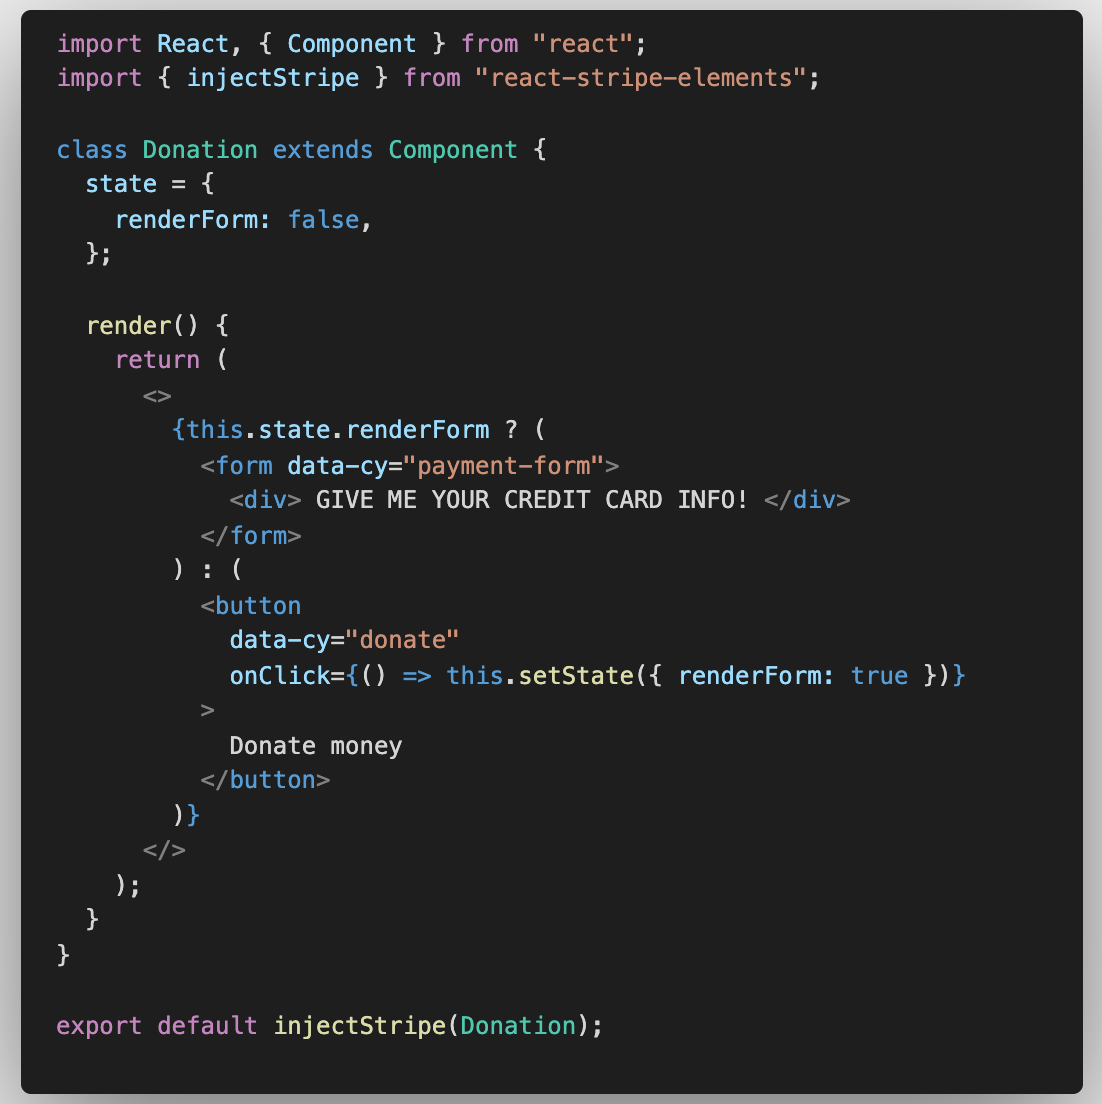 import React, { Component } from "react";
import { injectStripe } from "react-stripe-elements";

class Donation extends Component {
  state = {
    renderForm: false,
  };

  render() {
    return (
      <>
        {this.state.renderForm ? (
          <form data-cy="payment-form">
            <div> GIVE ME YOUR CREDIT CARD INFO! </div>
          </form>
        ) : (
          <button
            data-cy="donate"
            onClick={() => this.setState({ renderForm: true })}
          >
            Donate money
          </button>
        )}
      </>
    );
  }
}

export default injectStripe(Donation);